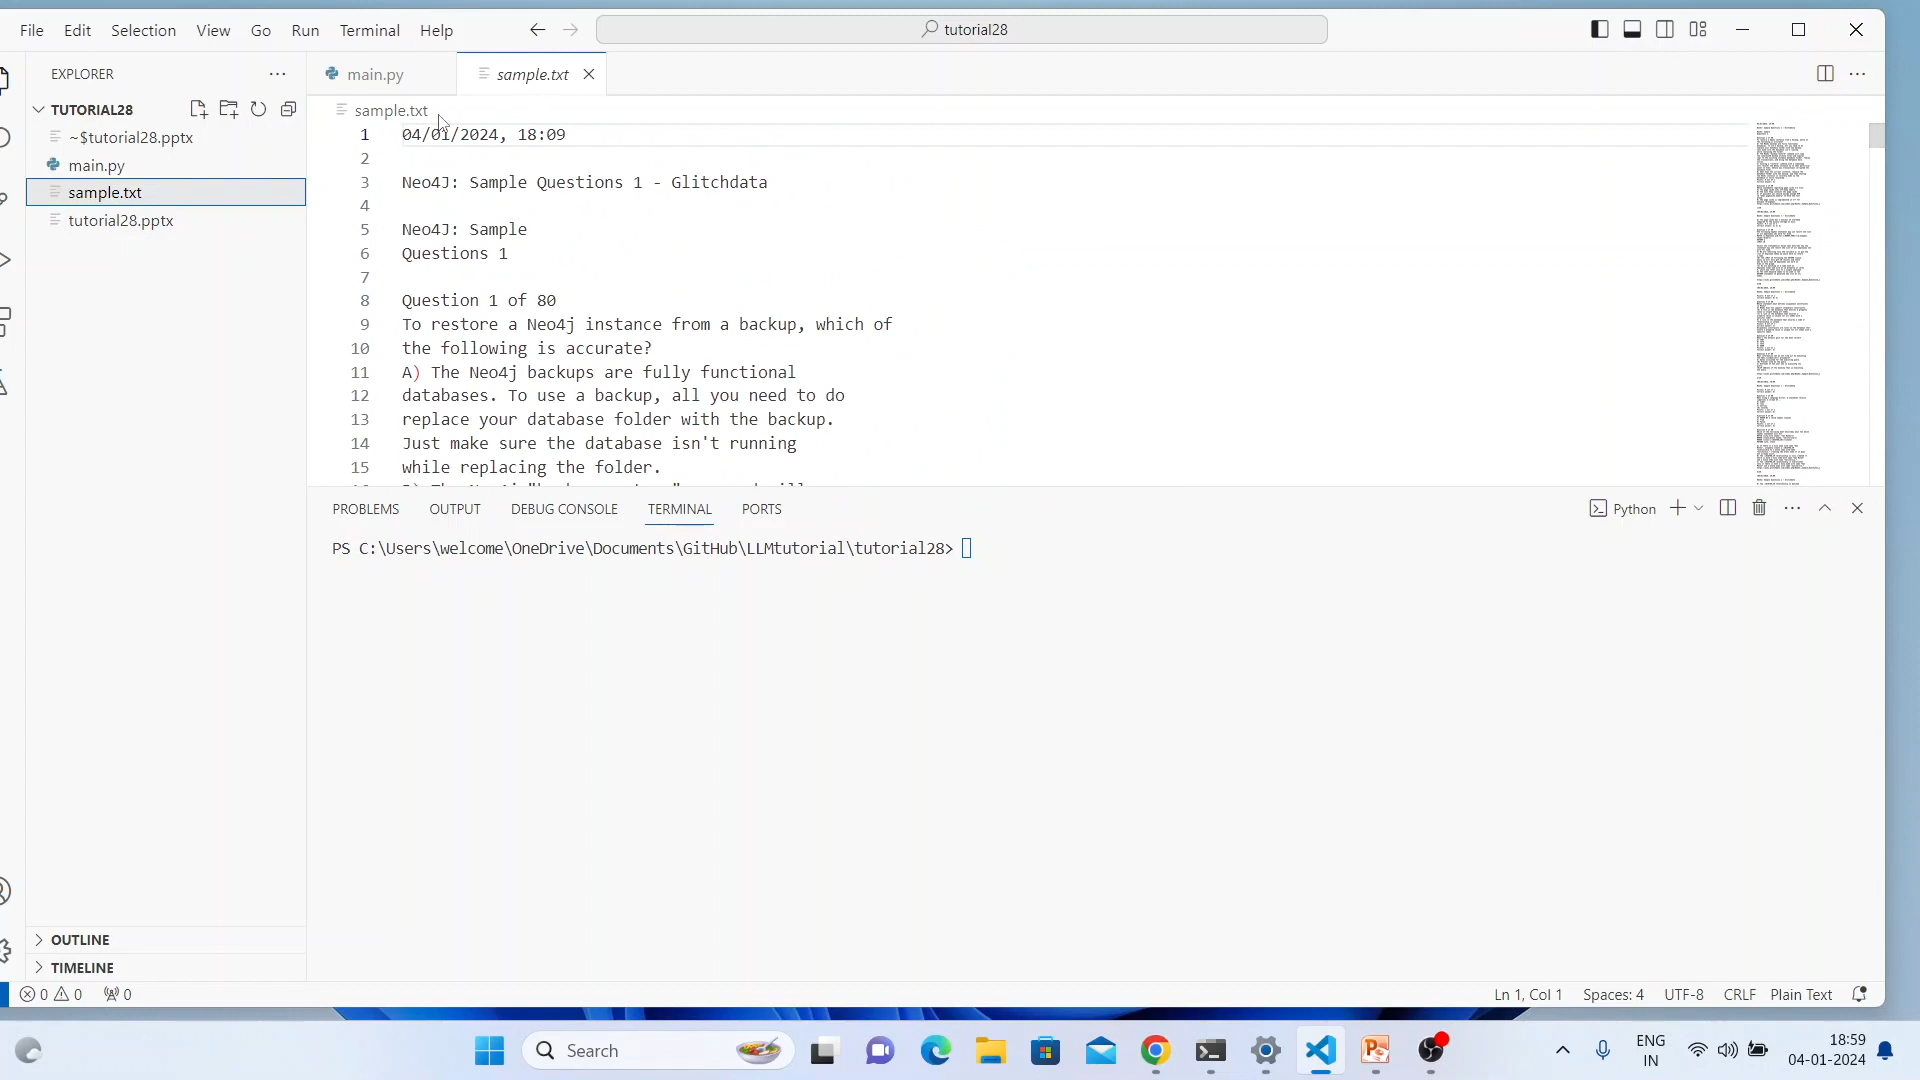 File Edit Selection View Go Run Terminal Help
tutorial28
EXPLORER
TUTORIAL28
~$tutorial28.pptx
main.py
sample.txt
tutorial28.pptx
OUTLINE
TIMELINE
main.py
sample.txt
sample.txt
1 04/01/2024, 18:09
2
3 Neo4J: Sample Questions 1 - Glitchdata
4
5 Neo4J: Sample
6 Questions 1
7
8 Question 1 of 80
9 To restore a Neo4j instance from a backup, which of
10 the following is accurate?
11 A) The Neo4j backups are fully functional
12 databases. To use a backup, all you need to do
13 replace your database folder with the backup.
14 Just make sure the database isn't running
15 while replacing the folder.
PROBLEMS OUTPUT DEBUG CONSOLE TERMINAL PORTS
Python
PS C:\Users\welcome\OneDrive\Documents\GitHub\LLMtutorial\tutorial28>
0 0 0
Ln 1, Col 1 Spaces: 4 UTF-8 CRLF Plain Text
Search
ENG
IN
18:59
04-01-2024